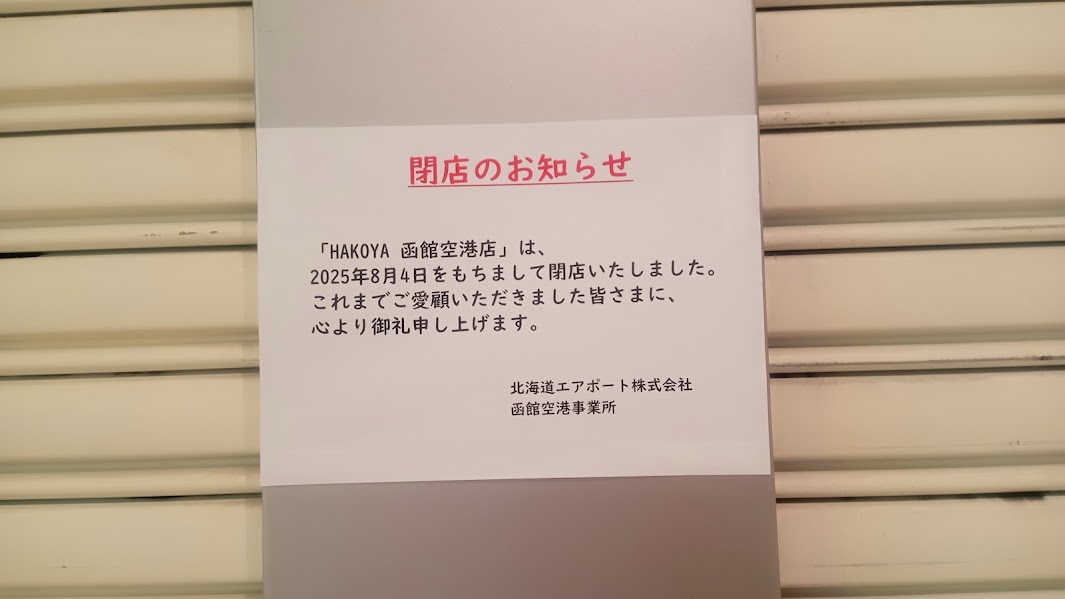 閉店のお知らせ
「HAKOYA 函館空港店」は、
2025年8月4日をもちまして閉店いたしました。
これまでご愛顧いただきました皆さまに、
心より御礼申し上げます。
北海道エアポート株式会社
函館空港事業所